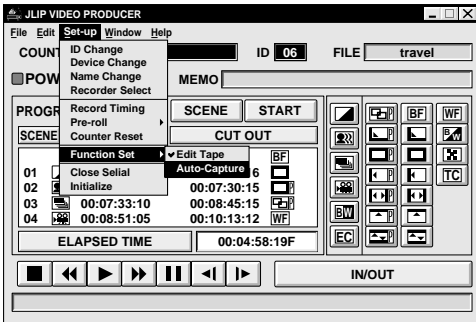 JLIP VIDEO PRODUCER
File Edit Set-up Window Help
COUNT ID 06 FILE travel
ID Change
Device Change
Name Change
Recorder Select
POW MEMO
Record Timing
Pre-roll
Counter Reset
Function Set
Close Selial
Initialize
Edit Tape
Auto-Capture
PROGR SCENE START
SCENE CUT OUT
BF
01 6
02 00:07:30:15 P
03 00:07:33:10 00:08:45:15 P
04 00:08:51:05 00:10:13:12 WF
ELAPSED TIME 00:04:58:19F
BW
EC
P BF WF
P
P
P TC
P
P
P
IN/OUT